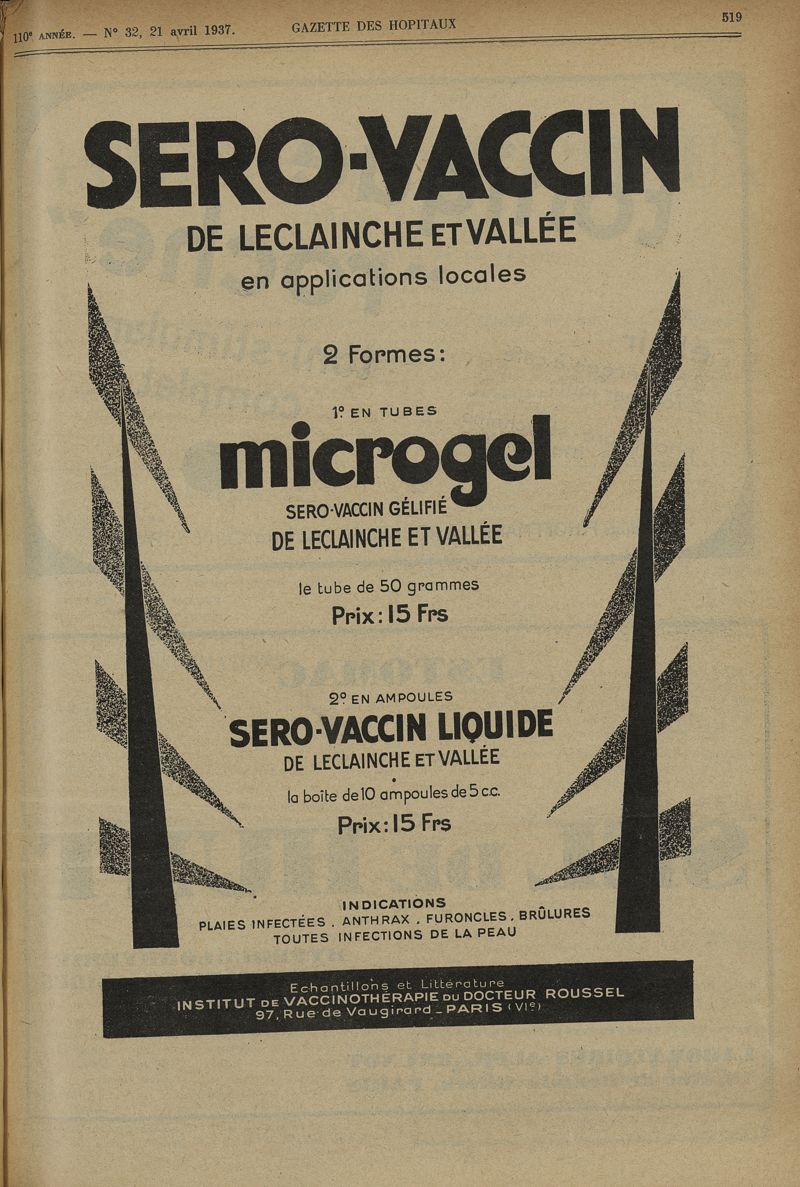 110e ANNÉE. — N° 32, 21 avril 1937.
GAZETTE DES HOPITAUX
519
SERO-VACCIN
DE LECLAINCHE ET VALLÉE
en applications locales
2 Formes:
1º EN TUBES
microgel
SERO-VACCIN GÉLIFIÉ
DE LECLAINCHE ET VALLÉE
le tube de 50 grammes
Prix: 15 Frs
2º EN AMPOULES
SERO-VACCIN LIQUIDE
DE LECLAINCHE ET VALLÉE
la boîte de 10 ampoules de 5 c.c.
Prix: 15 Frs
INDICATIONS
PLAIES INFECTÉES . ANTHRAX . FURONCLES . BRÛLURES
TOUTES INFECTIONS DE LA PEAU
Echantillons et Littérature
INSTITUT DE VACCINOTHÉRAPIE DU DOCTEUR ROUSSEL
97, Rue de Vaugirard _ PARIS (VIe)